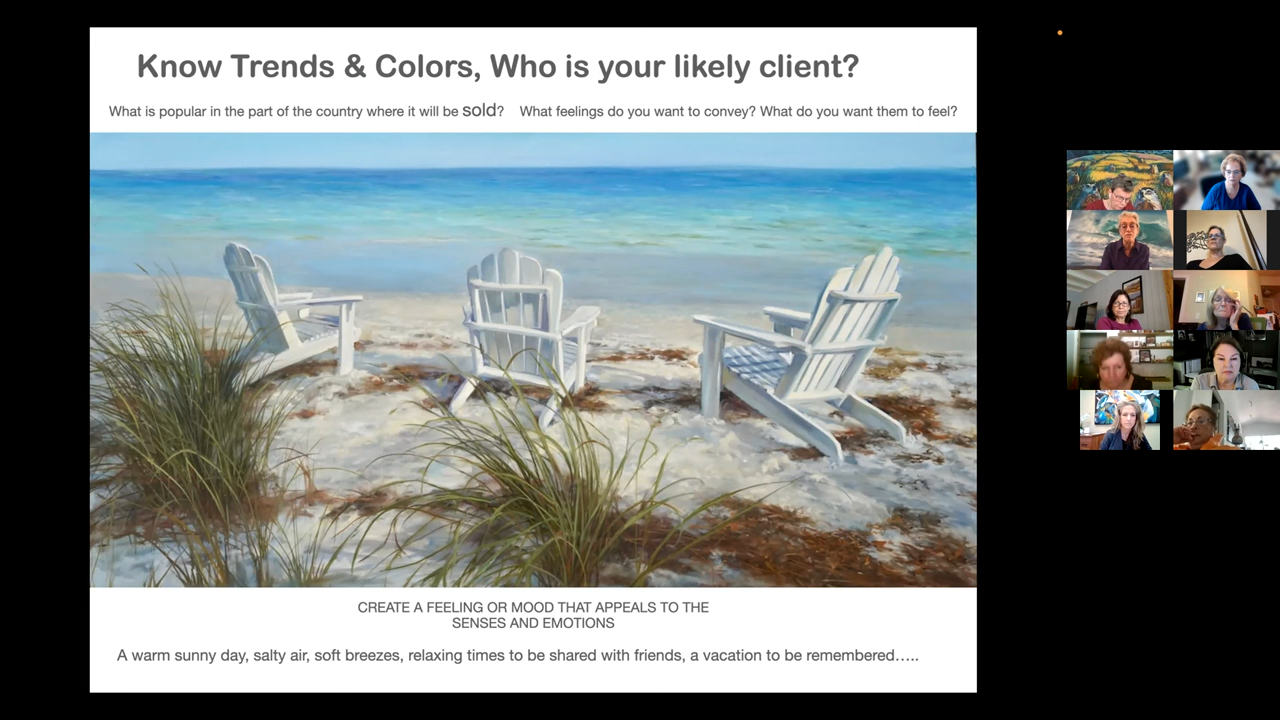 Know Trends & Colors, Who is your likely client?
What is popular in the part of the country where it will be sold? What feelings do you want to convey? What do you want them to feel?
CREATE A FEELING OR MOOD THAT APPEALS TO THE
SENSES AND EMOTIONS
A warm sunny day, salty air, soft breezes, relaxing times to be shared with friends, a vacation to be remembered…..